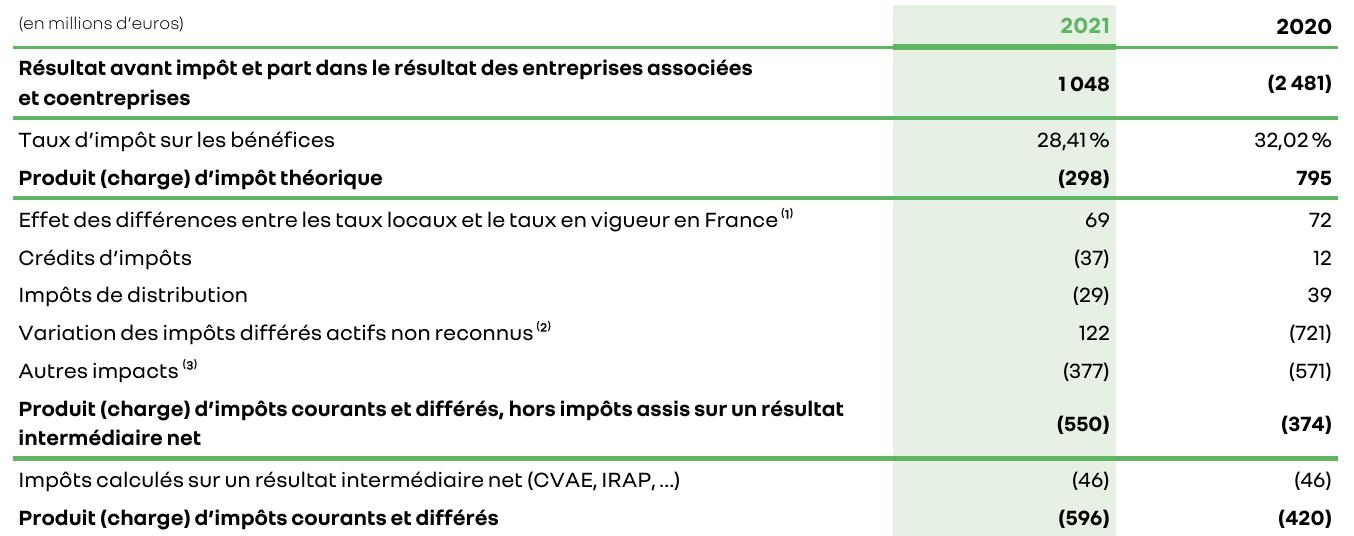 (en millions d’euros) 2021 2020
Résultat avant impôt et part dans le résultat des entreprises associées
et coentreprises 1 048 (2 481)
Taux d’impôt sur les bénéfices 28,41 % 32,02 %
Produit (charge) d’impôt théorique (298) 795
Effet des différences entre les taux locaux et le taux en vigueur en France (1) 69 72
Crédits d’impôts (37) 12
Impôts de distribution (29) 39
Variation des impôts différés actifs non reconnus (2) 122 (721)
Autres impacts (3) (377) (571)
Produit (charge) d’impôts courants et différés, hors impôts assis sur un résultat
intermédiaire net (550) (374)
Impôts calculés sur un résultat intermédiaire net (CVAE, IRAP, ...) (46) (46)
Produit (charge) d’impôts courants et différés (596) (420)